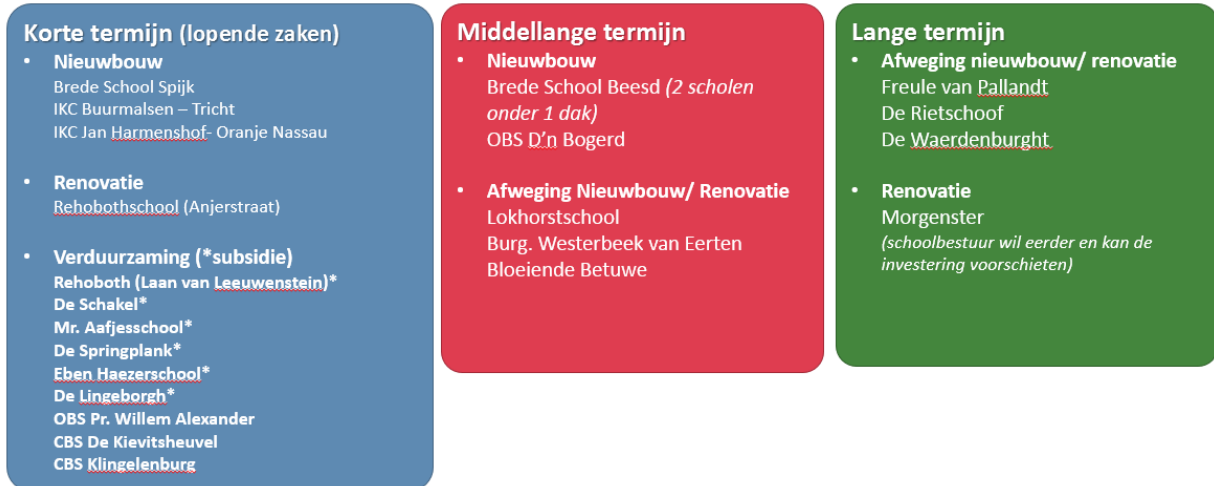 Korte termijn (lopende zaken)
• Nieuwbouw
Brede School Spijk
IKC Buurmalsen – Tricht
IKC Jan Harmenshof- Oranje Nassau
• Renovatie
Rehobothschool (Anjerstraat)
• Verduurzaming (*subsidie)
Rehoboth (Laan van Leeuwenstein)*
De Schakel*
Mr. Aafjesschool*
De Springplank*
Eben Haezerschool*
De Lingeborgh*
OBS Pr. Willem Alexander
CBS De Kievitsheuvel
CBS Klingelenburg
Middellange termijn
• Nieuwbouw
Brede School Beesd (2 scholen
onder 1 dak)
OBS D’n Bogerd
• Afweging Nieuwbouw/ Renovatie
Lokhorstschool
Burg. Westerbeek van Eerten
Bloeiende Betuwe
Lange termijn
• Afweging nieuwbouw/ renovatie
Freule van Pallandt
De Rietschoof
De Waerdenburght
• Renovatie
Morgenster
(schoolbestuur wil eerder en kan de
investering voorschieten)